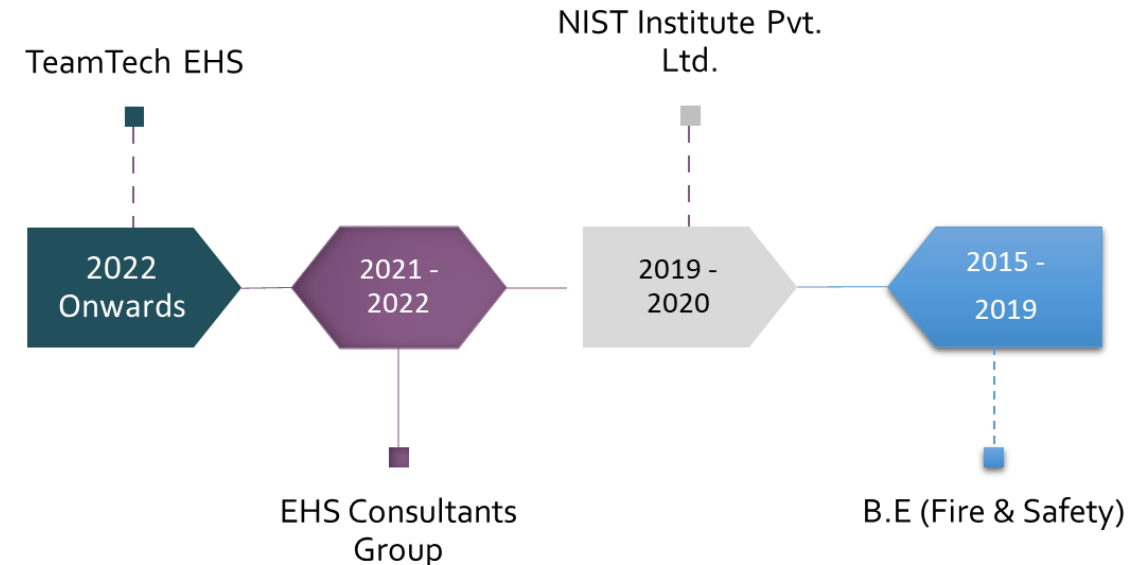 NIST Institute Pvt.
Ltd.
TeamTech EHS
2022
Onwards
2021 -
2022
2019 -
2020
2015 -
2019
EHS Consultants
Group
B.E (Fire & Safety)